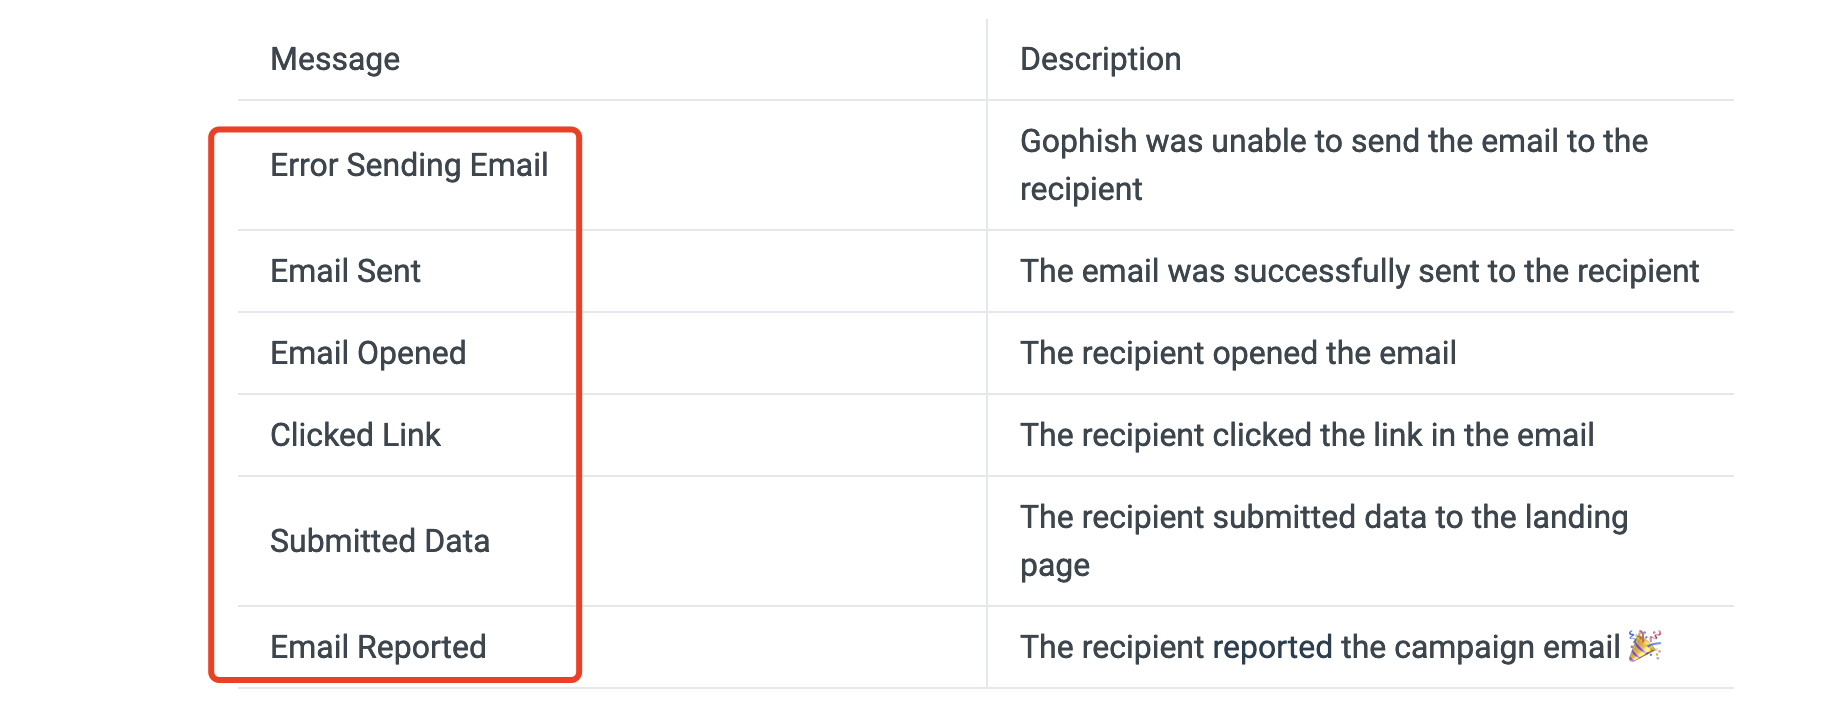 Message
Description
Error Sending Email
Gophish was unable to send the email to the
recipient
Email Sent
The email was successfully sent to the recipient
Email Opened
The recipient opened the email
Clicked Link
The recipient clicked the link in the email
Submitted Data
The recipient submitted data to the landing
page
Email Reported
The recipient reported the campaign email 🎉